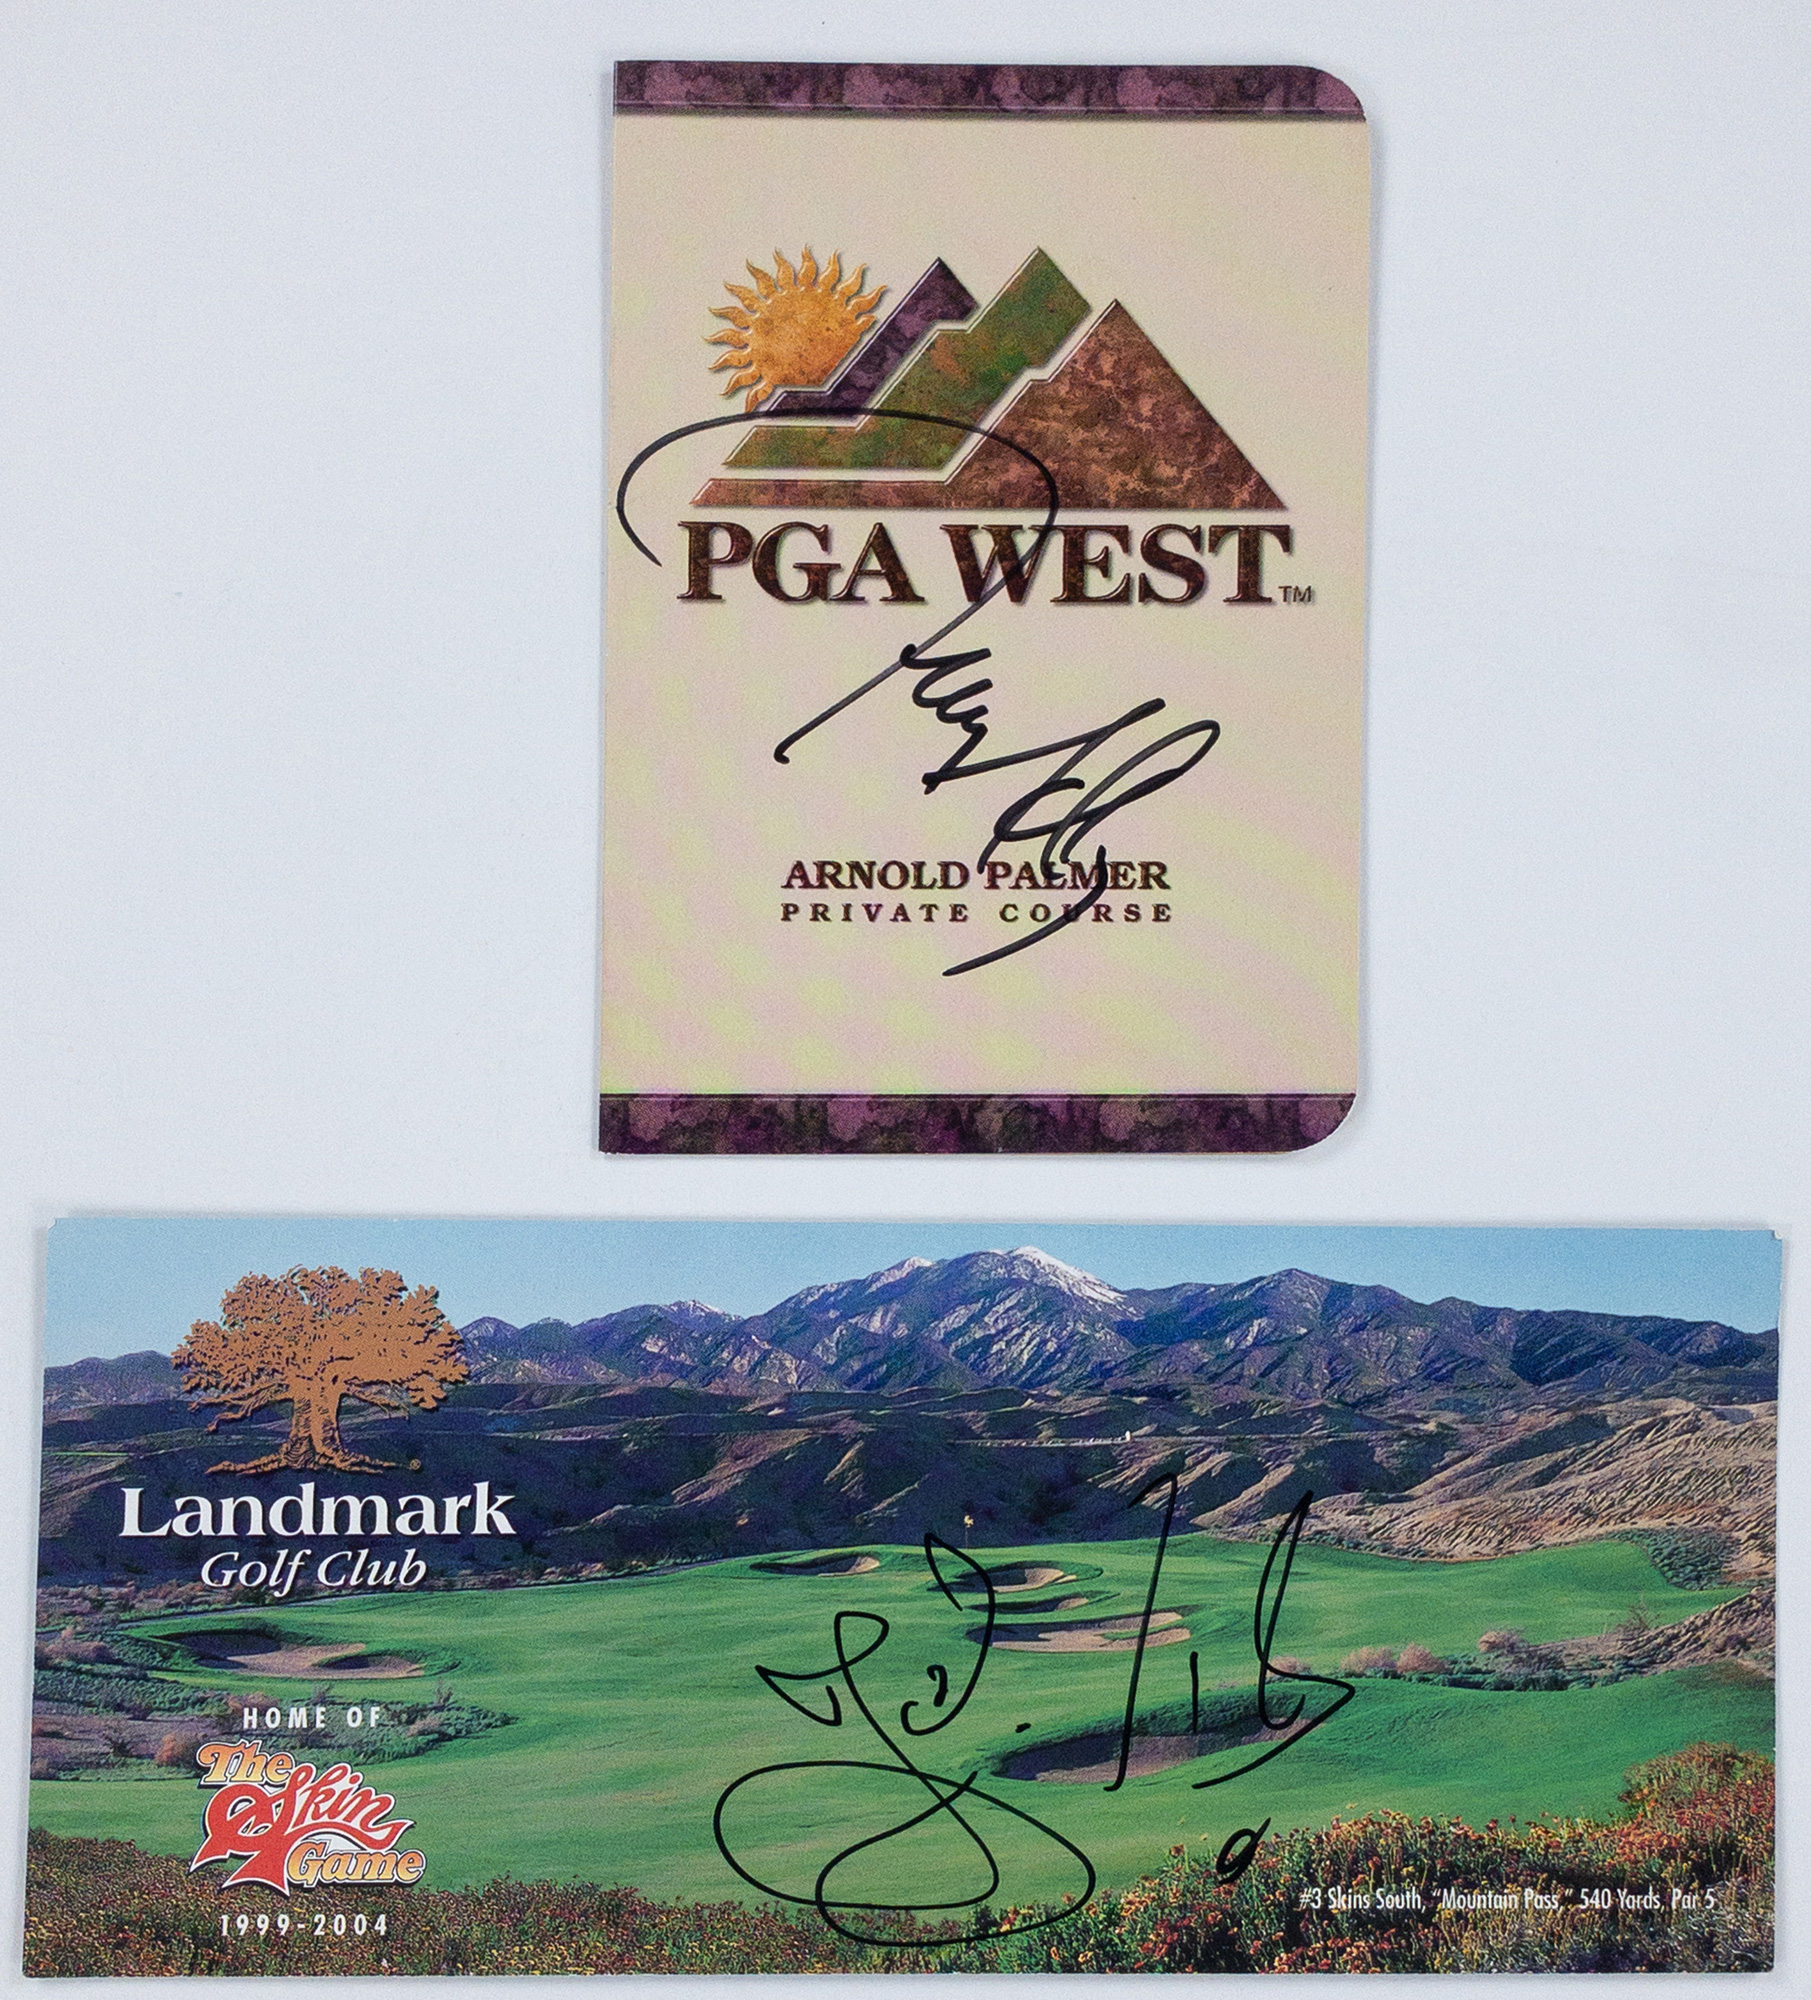 PGA WEST™
ARNOLD PALMER
PRIVATE COURSE
Landmark®
Golf Club
HOME OF
The
Skin
Game
1999-2004
#3 Skins South, "Mountain Pass," 540 Yards, Par 5